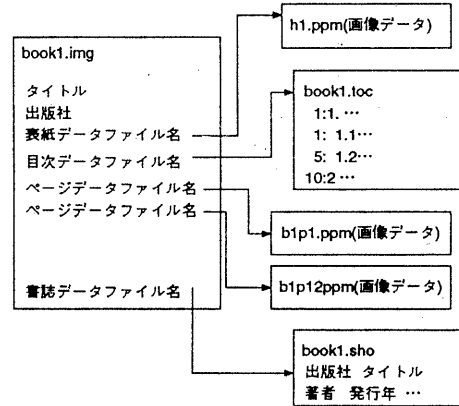 book1.img
タイトル
出版社
表紙データファイル名
目次データファイル名
ページデータファイル名
ページデータファイル名
書誌データファイル名
h1.ppm(画像データ)
book1.toc
1:1. …
1: 1.1…
5: 1.2…
10:2 …
b1p1.ppm(画像データ)
b1p12ppm(画像データ)
book1.sho
出版社 タイトル
著者 発行年 …